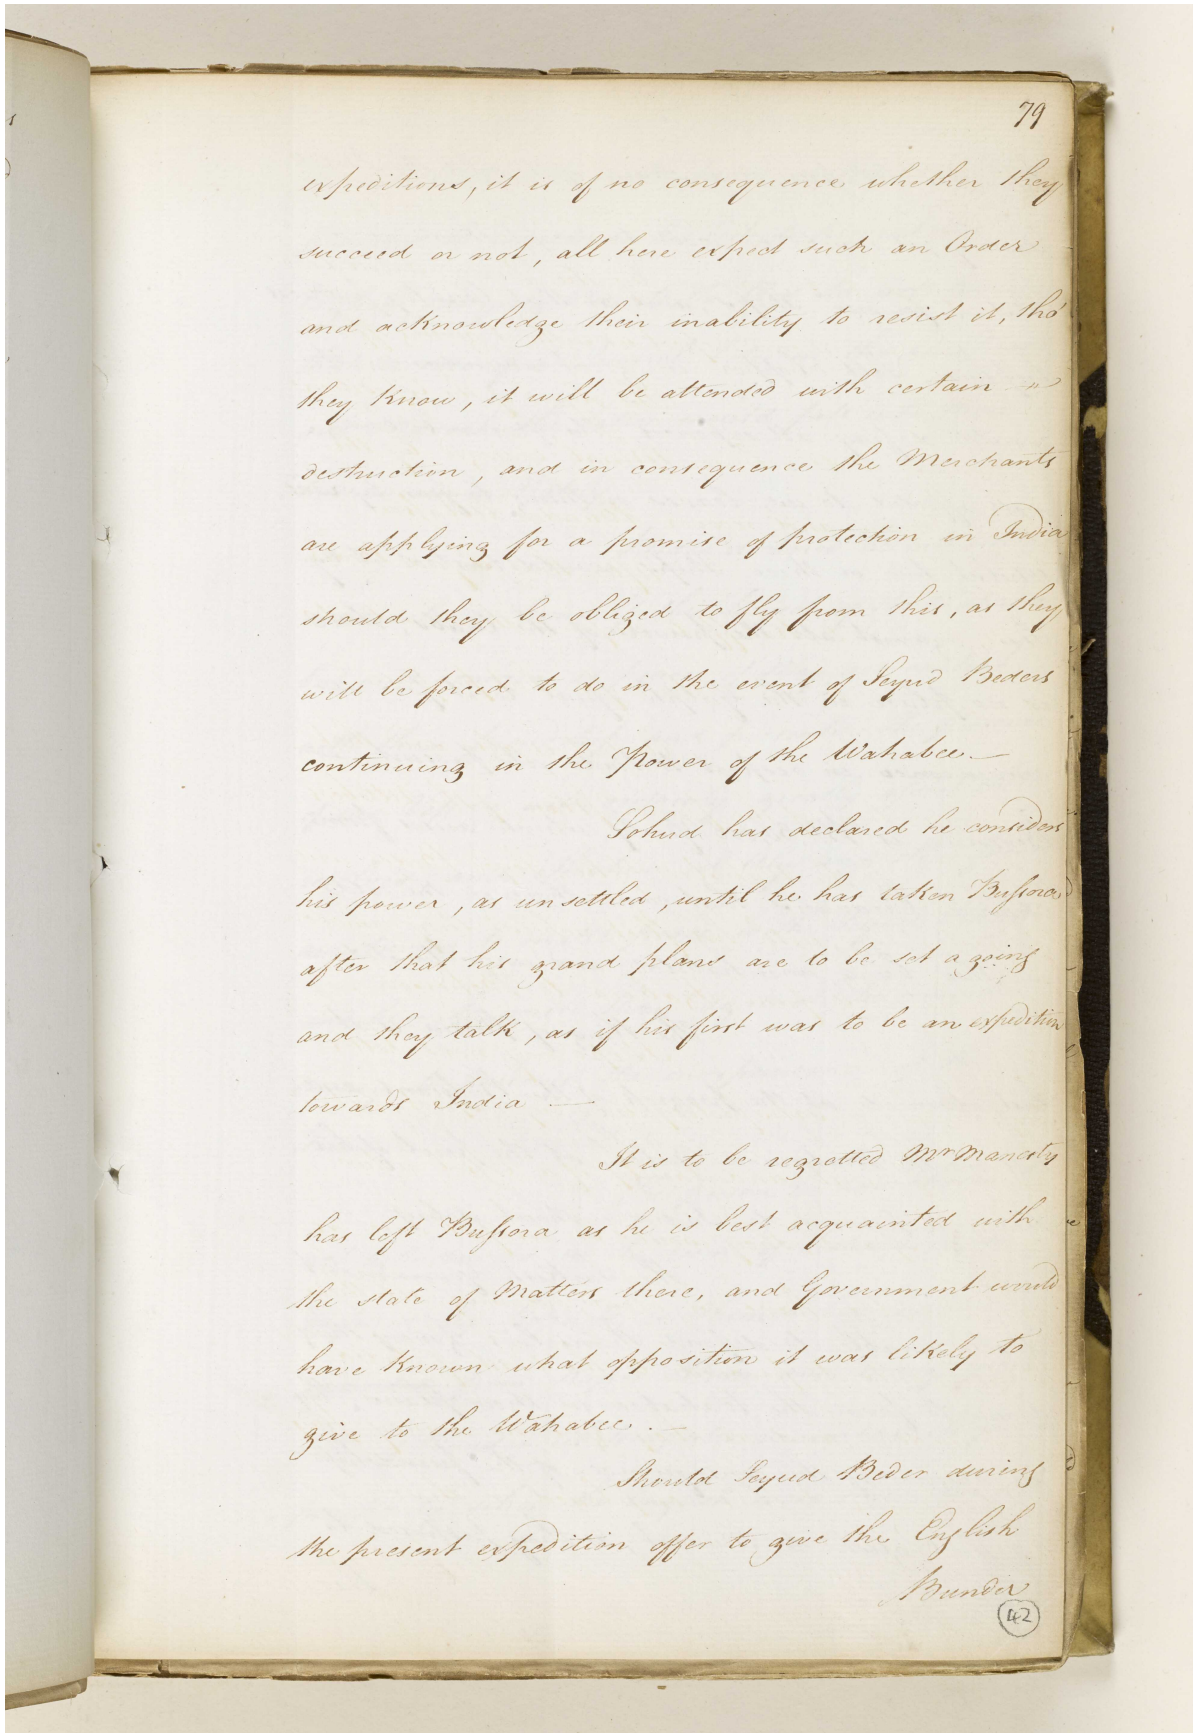 79
expeditions, it is of no consequence whether they
succeed or not, all here expect such an Order
and acknowledge their inability to resist it, tho'
they know, it will be attended with certain
destruction, and in consequence the Merchants
are applying for a promise of protection in India
should they be obliged to fly from this, as they
will be forced to do in the event of Seyud Beders
continuing in the Power of the Wahabee. —
Sohud has declared he considers
his power, as unsettled, until he has taken Bussora
after that his grand plans are to be set a going
and they talk, as if his first was to be an expedition
towards India —
It is to be regretted Mr Manesty
has left Bussora as he is best acquainted with
the state of Matters there, and Government would
have known what opposition it was likely to
give to the Wahabee. —
Should Seyud Beder during
the present expedition offer to give the English
Bunder
42